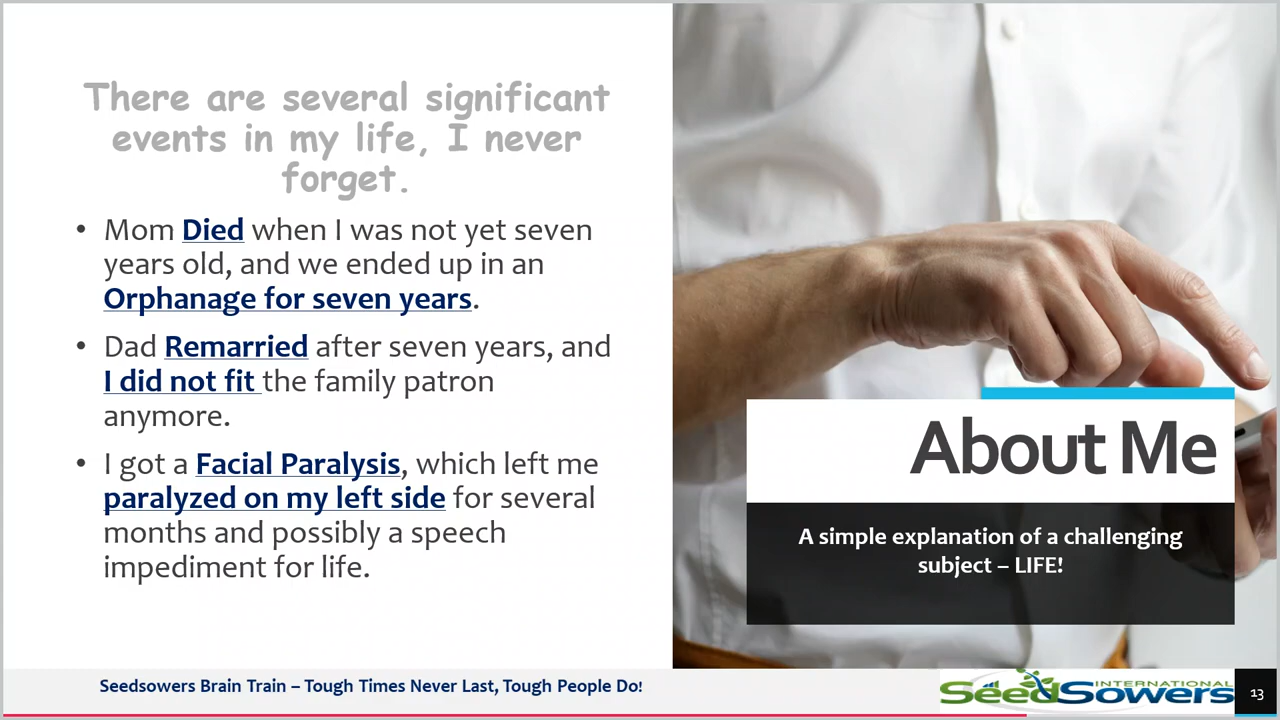 There are several significant
events in my life, I never
forget.
• Mom Died when I was not yet seven
years old, and we ended up in an
Orphanage for seven years.
• Dad Remarried after seven years, and
I did not fit the family patron
anymore.
• I got a Facial Paralysis, which left me
paralyzed on my left side for several
months and possibly a speech
impediment for life.
About Me
A simple explanation of a challenging
subject – LIFE!
Seedsowers Brain Train – Tough Times Never Last, Tough People Do!
INTERNATIONAL
SeedSowers
13